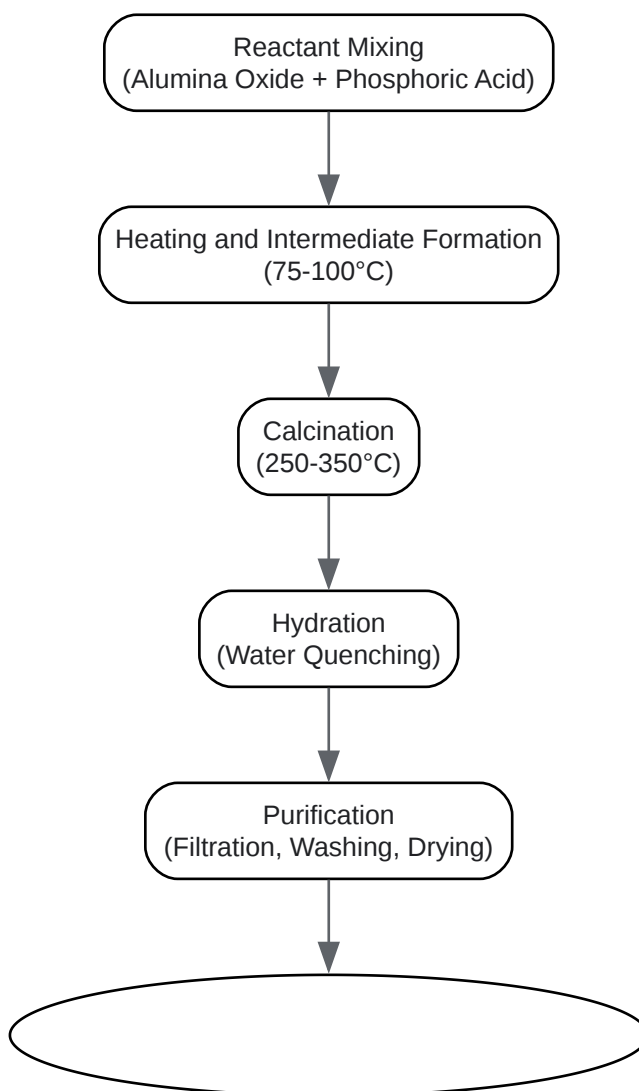 Reactant Mixing
(Alumina Oxide + Phosphoric Acid)
Heating and Intermediate Formation
(75-100°C)
Calcination
(250-350°C)
Hydration
(Water Quenching)
Purification
(Filtration, Washing, Drying)